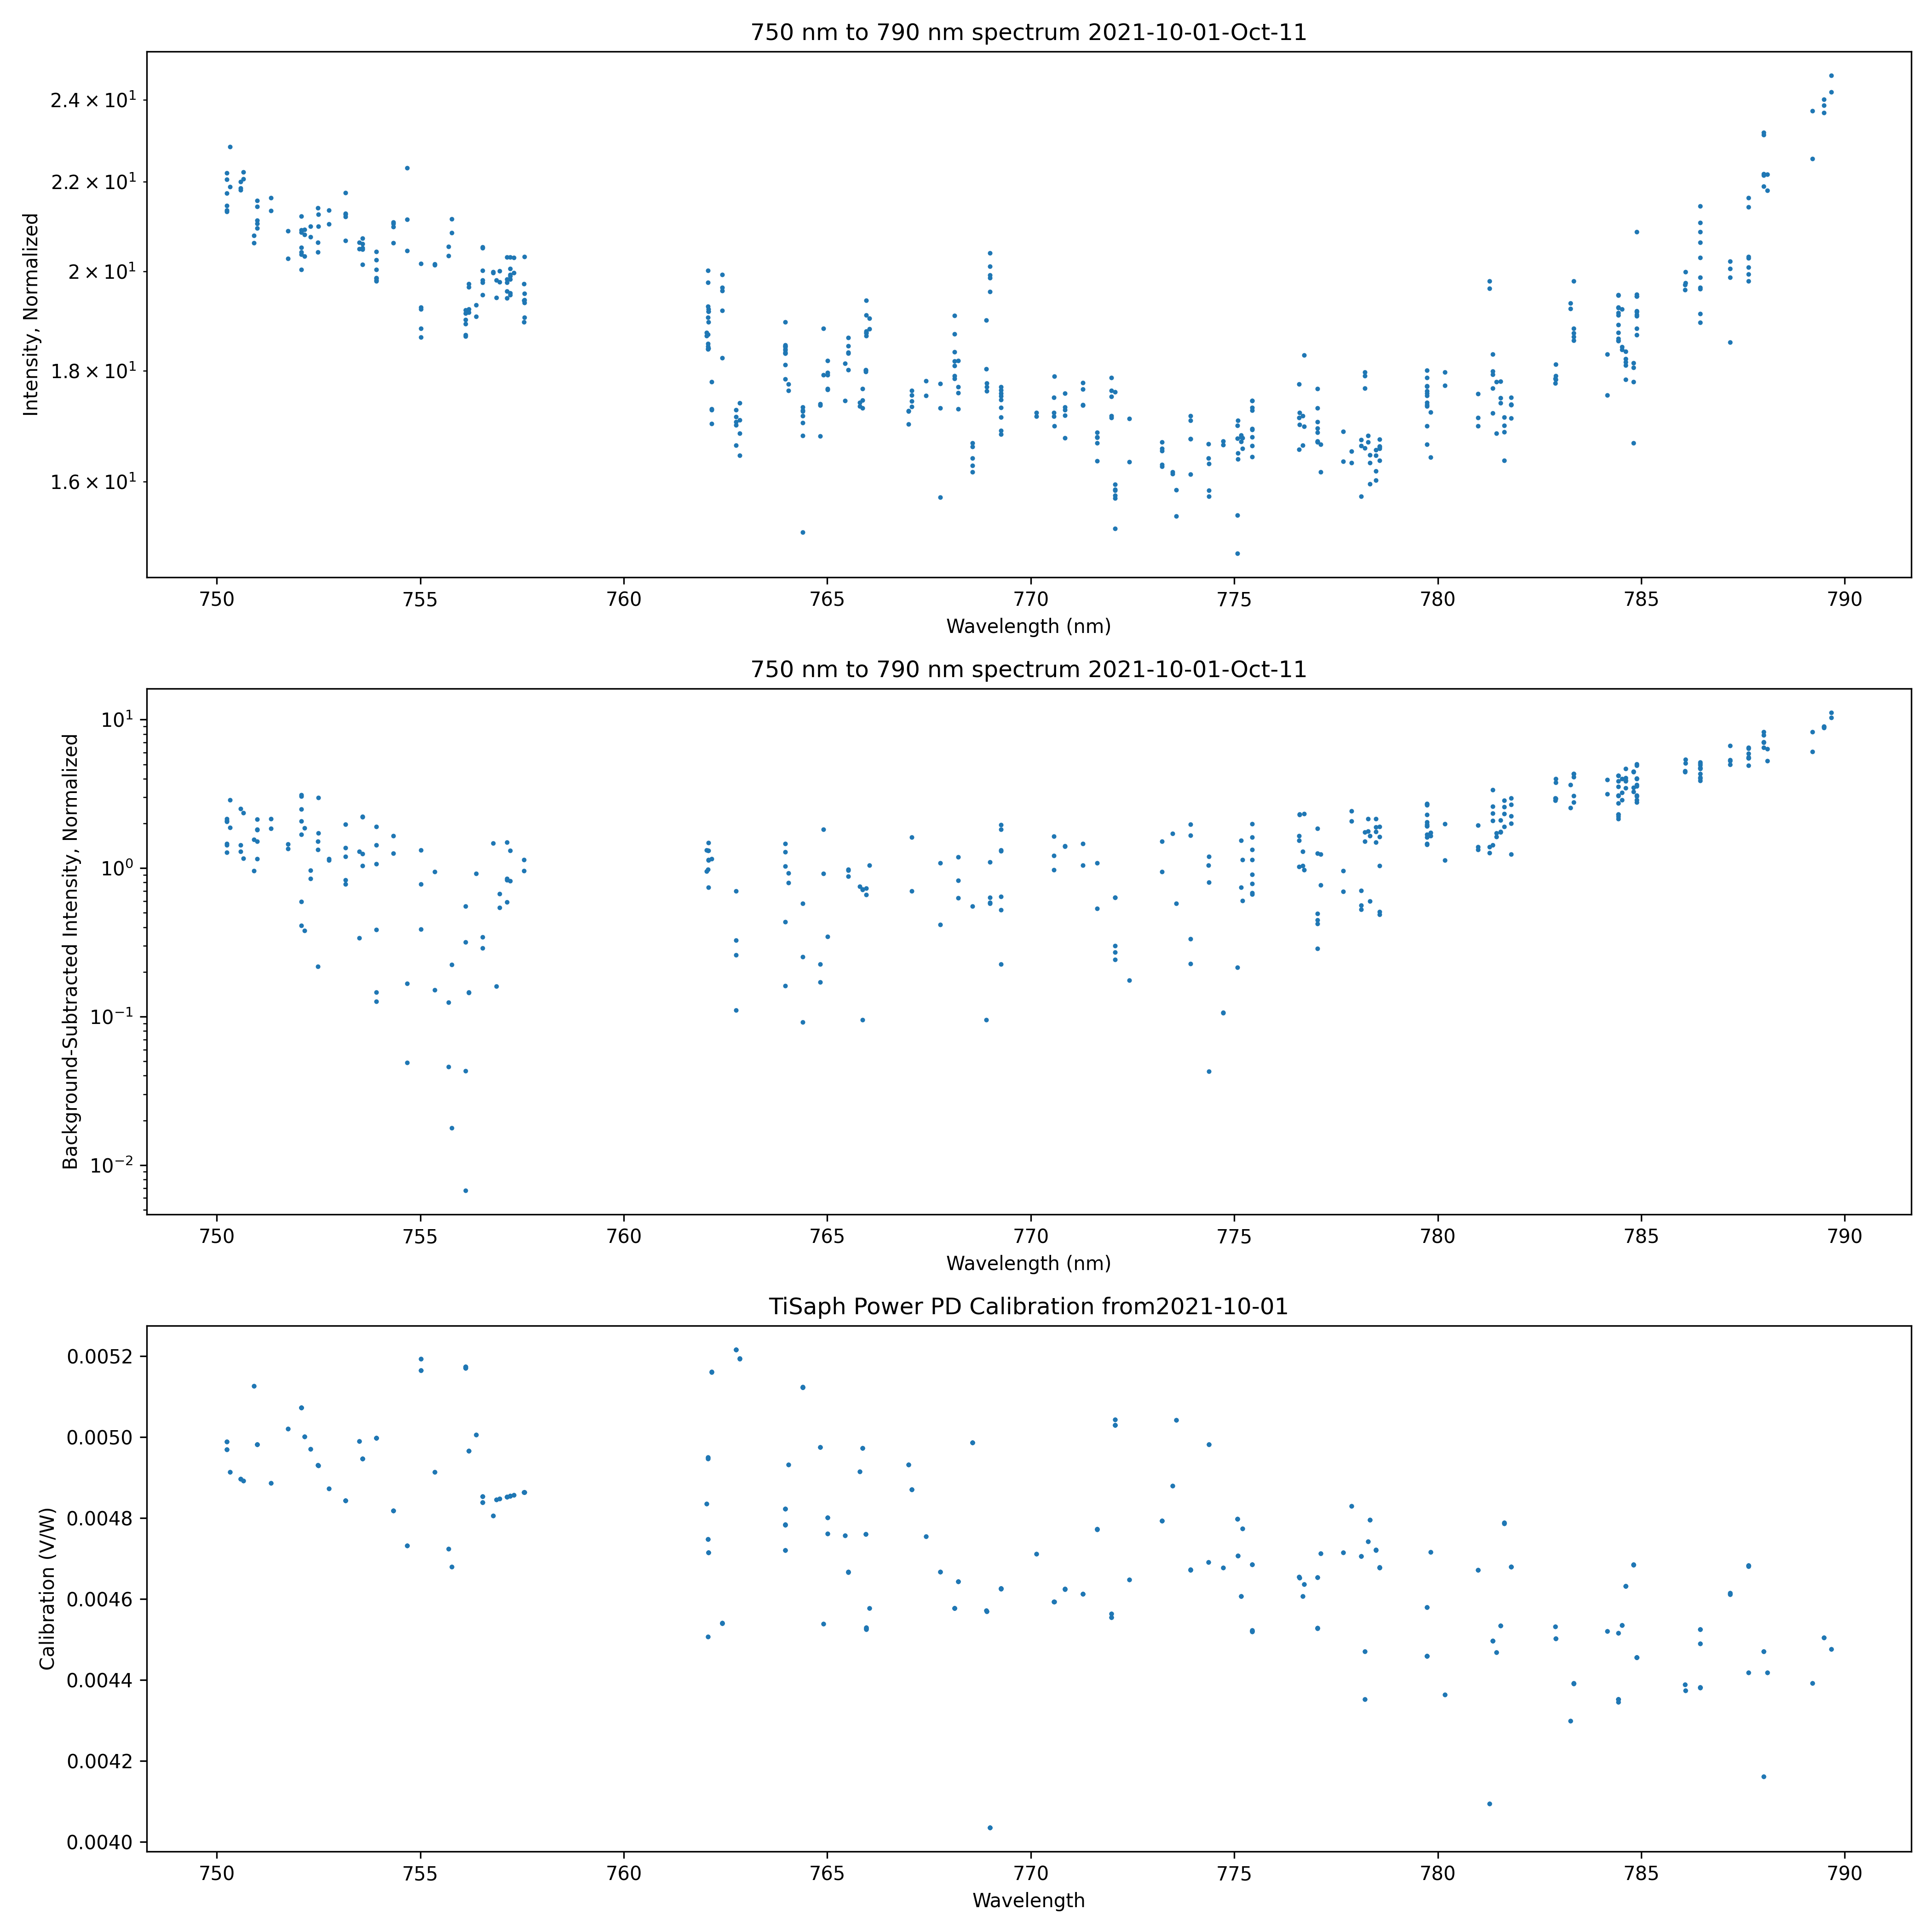 750 nm to 790 nm spectrum 2021-10-01-Oct-11
Intensity, Normalized
2.4 × 10¹
2.2 × 10¹
2 × 10¹
1.8 × 10¹
1.6 × 10¹
750 755 760 765 770 775 780 785 790
Wavelength (nm)
750 nm to 790 nm spectrum 2021-10-01-Oct-11
Background-Subtracted Intensity, Normalized
10¹
10⁰
10⁻¹
10⁻²
750 755 760 765 770 775 780 785 790
Wavelength (nm)
TiSaph Power PD Calibration from2021-10-01
Calibration (V/W)
0.0052
0.0050
0.0048
0.0046
0.0044
0.0042
0.0040
750 755 760 765 770 775 780 785 790
Wavelength